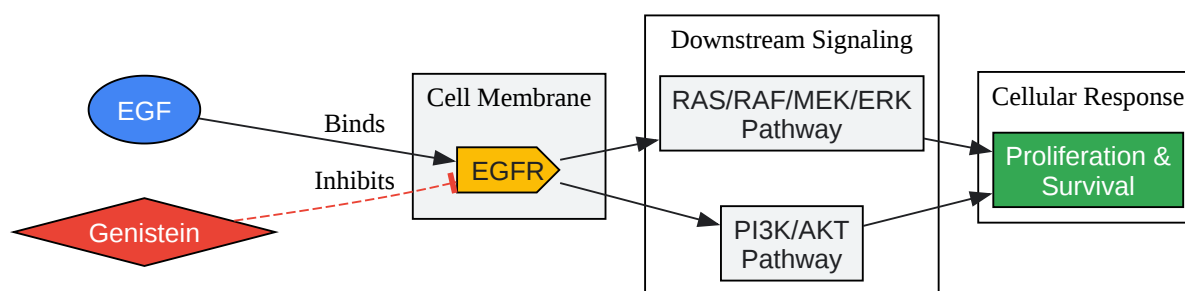 EGF
Binds
Inhibits
Genistein
Cell Membrane
EGFR
Downstream Signaling
RAS/RAF/MEK/ERK
Pathway
PI3K/AKT
Pathway
Cellular Response
Proliferation &
Survival